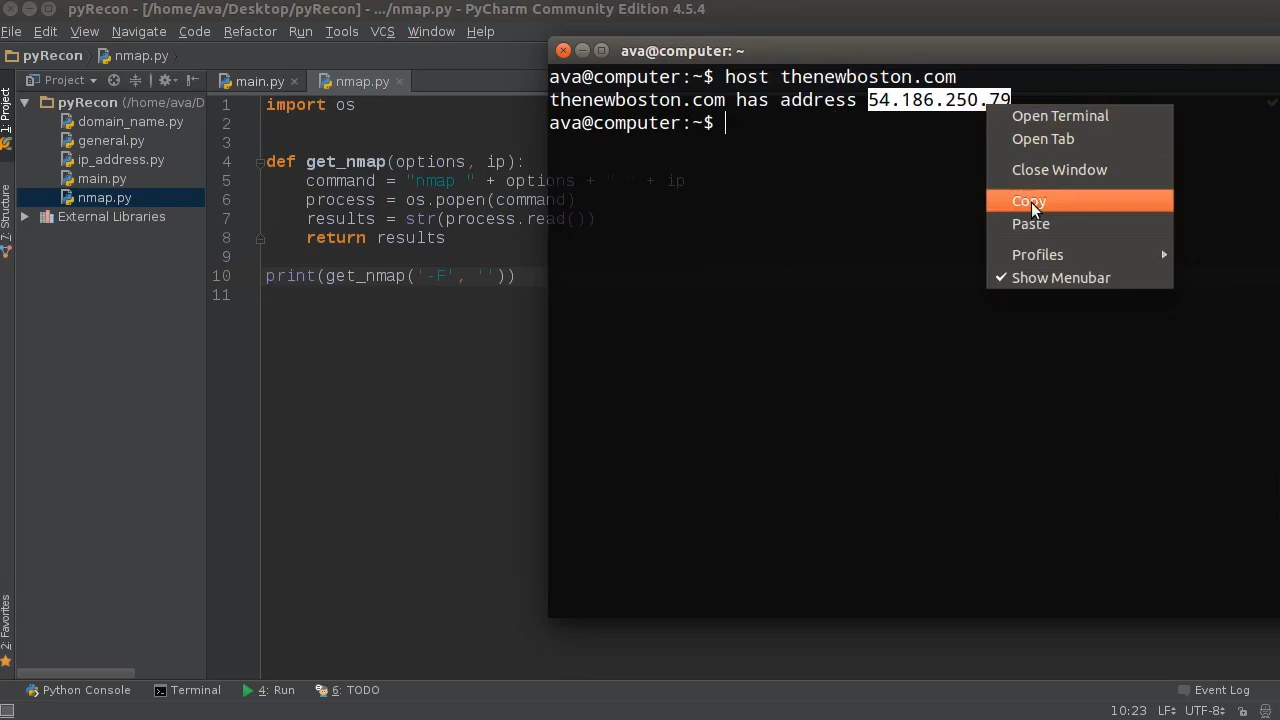 pyRecon - [/home/ava/Desktop/pyRecon] - .../nmap.py - PyCharm Community Edition 4.5.4
File Edit View Navigate Code Refactor Run Tools VCS Window Help
pyRecon nmap.py
Project
main.py
nmap.py
1: Project
Z: Structure
2: Favorites
pyRecon (/home/ava/D
domain_name.py
general.py
ip_address.py
main.py
nmap.py
External Libraries
1 import os
2
3
4 def get_nmap(options, ip):
5 command = "nmap " + options + " " + ip
6 process = os.popen(command)
7 results = str(process.read())
8 return results
9
10 print(get_nmap('-F', ''))
11
ava@computer: ~
ava@computer:~$ host thenewboston.com
thenewboston.com has address 54.186.250.79
ava@computer:~$
Open Terminal
Open Tab
Close Window
Copy
Paste
Profiles
Show Menubar
Python Console Terminal 4: Run 6: TODO Event Log
10:23 LF UTF-8